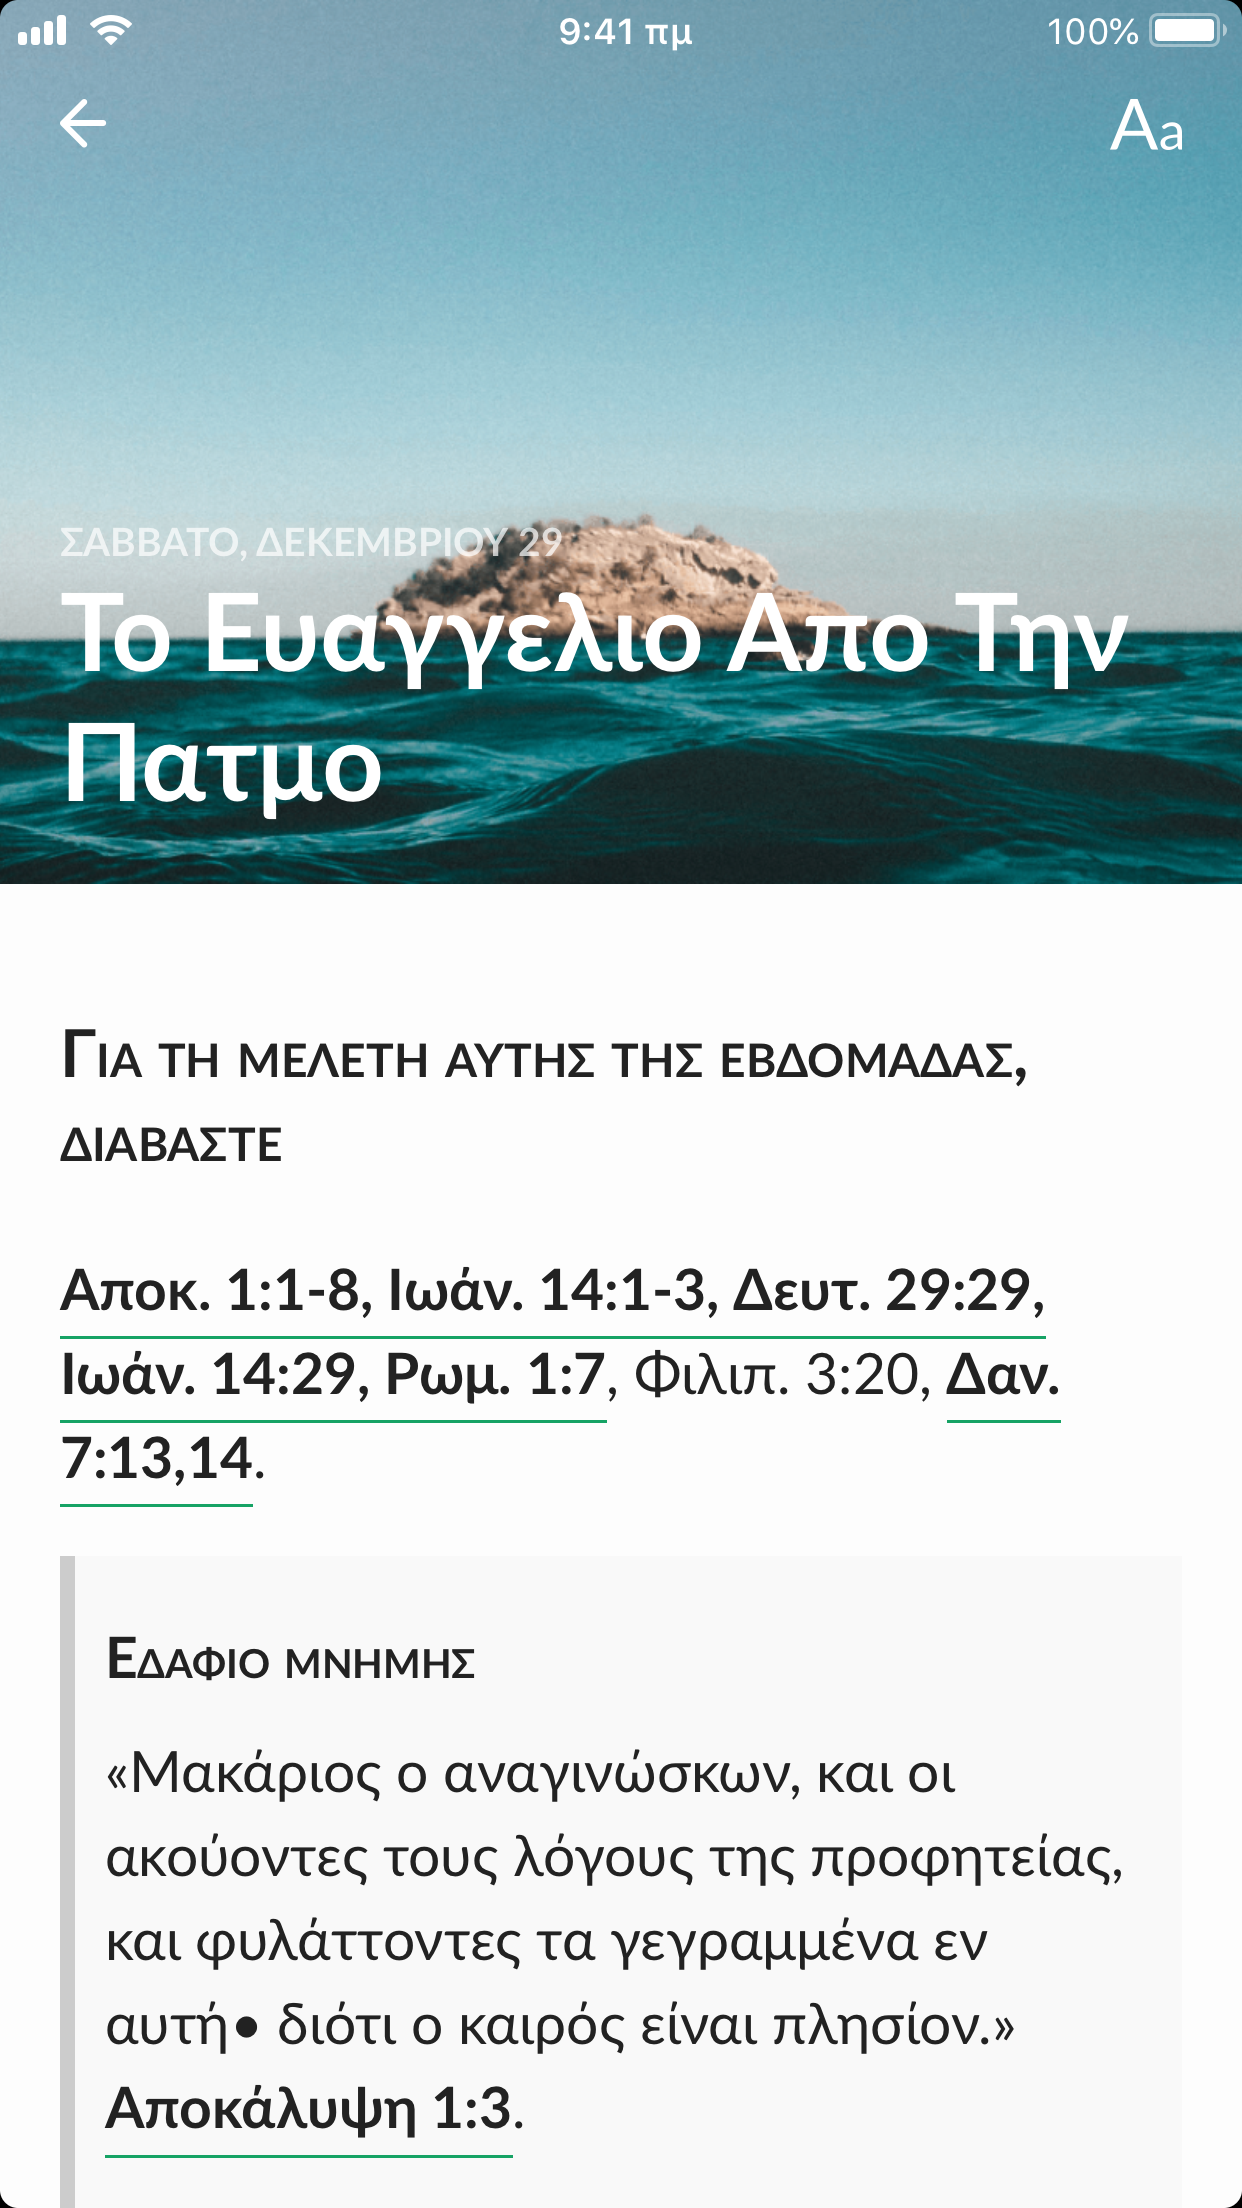 9:41 πμ
100%
Aa
ΣΑΒΒΑΤΟ, ΔΕΚΕΜΒΡΙΟΥ 29
Το Ευαγγελιο Απο Την
Πατμο
Για τη μελετη αυτης της εβδομαδας,
διαβαστε
Αποκ. 1:1-8, Ιωάν. 14:1-3, Δευτ. 29:29,
Ιωάν. 14:29, Ρωμ. 1:7, Φιλιπ. 3:20, Δαν.
7:13,14.
Εδαφιο μνημης
«Μακάριος ο αναγινώσκων, και οι
ακούοντες τους λόγους της προφητείας,
και φυλάττοντες τα γεγραμμένα εν
αυτή• διότι ο καιρός είναι πλησίον.»
Αποκάλυψη 1:3.